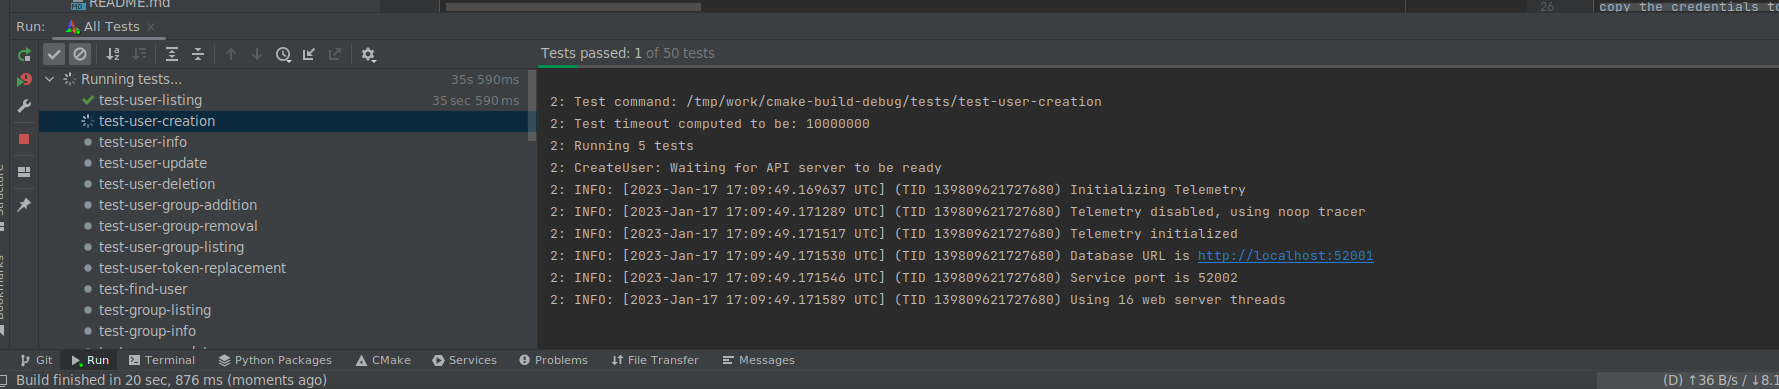 README.md
26
copy the credentials to
Run:
All Tests
Tests passed: 1 of 50 tests
Running tests...
35s 590ms
test-user-listing
35 sec 590 ms
test-user-creation
test-user-info
test-user-update
test-user-deletion
test-user-group-addition
test-user-group-removal
test-user-group-listing
test-user-token-replacement
test-find-user
test-group-listing
test-group-info
2: Test command: /tmp/work/cmake-build-debug/tests/test-user-creation
2: Test timeout computed to be: 10000000
2: Running 5 tests
2: CreateUser: Waiting for API server to be ready
2: INFO: [2023-Jan-17 17:09:49.169637 UTC] (TID 139809621727680) Initializing Telemetry
2: INFO: [2023-Jan-17 17:09:49.171289 UTC] (TID 139809621727680) Telemetry disabled, using noop tracer
2: INFO: [2023-Jan-17 17:09:49.171517 UTC] (TID 139809621727680) Telemetry initialized
2: INFO: [2023-Jan-17 17:09:49.171530 UTC] (TID 139809621727680) Database URL is http://localhost:52001
2: INFO: [2023-Jan-17 17:09:49.171546 UTC] (TID 139809621727680) Service port is 52002
2: INFO: [2023-Jan-17 17:09:49.171589 UTC] (TID 139809621727680) Using 16 web server threads
Structure
Git
Run
Terminal
Python Packages
CMake
Services
Problems
File Transfer
Messages
Build finished in 20 sec, 876 ms (moments ago)
(D) ↑36 B/s / ↓8.1